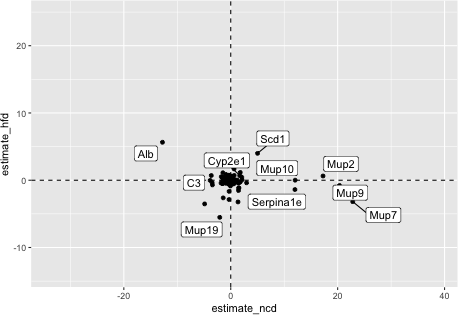 estimate_hfd
20
10
0
-10
Scd1
Alb
Cyp2e1
Mup10
Mup2
C3
Mup9
Serpina1e
Mup7
Mup19
-20
0
20
40
estimate_ncd